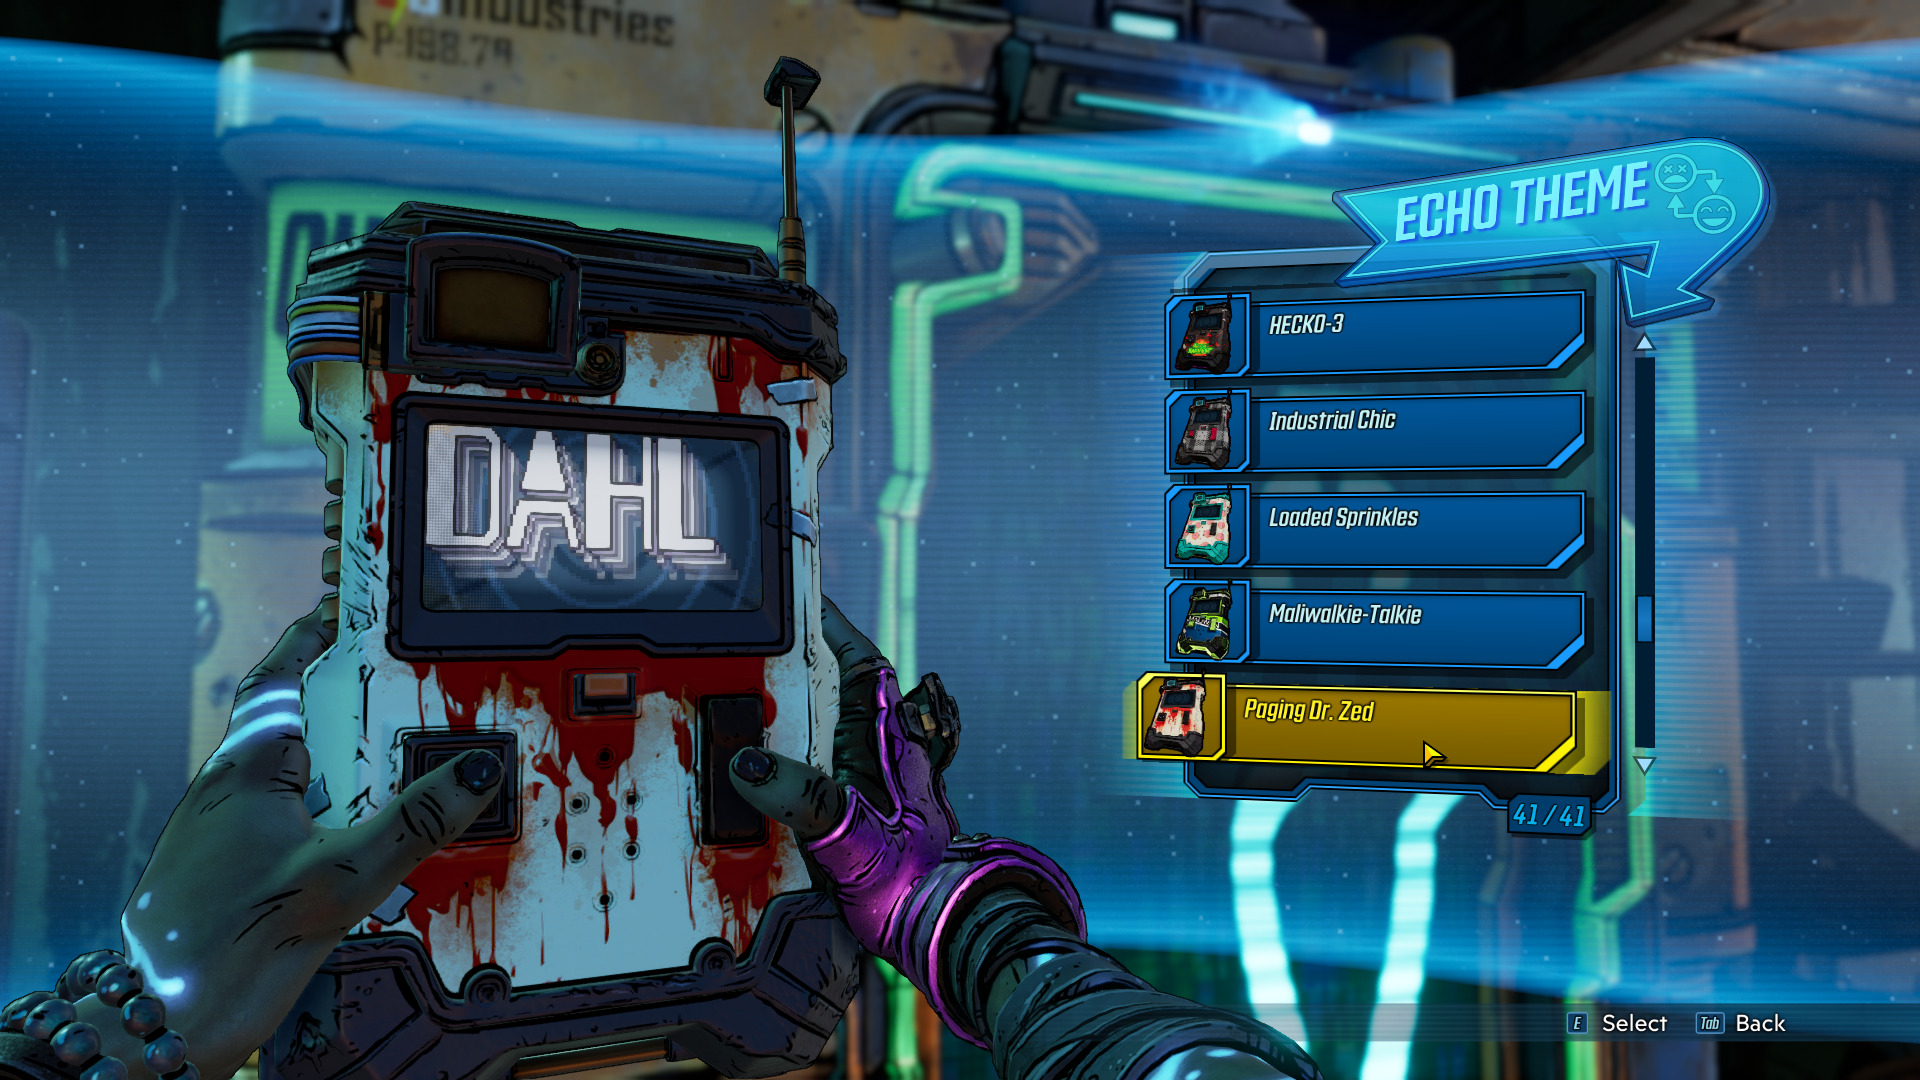 Industries
P-198.79
DAHL
ECHO THEME
HECKO-3
Industrial Chic
Loaded Sprinkles
Maliwalkie-Talkie
Paging Dr. Zed
41/41
E Select Tab Back